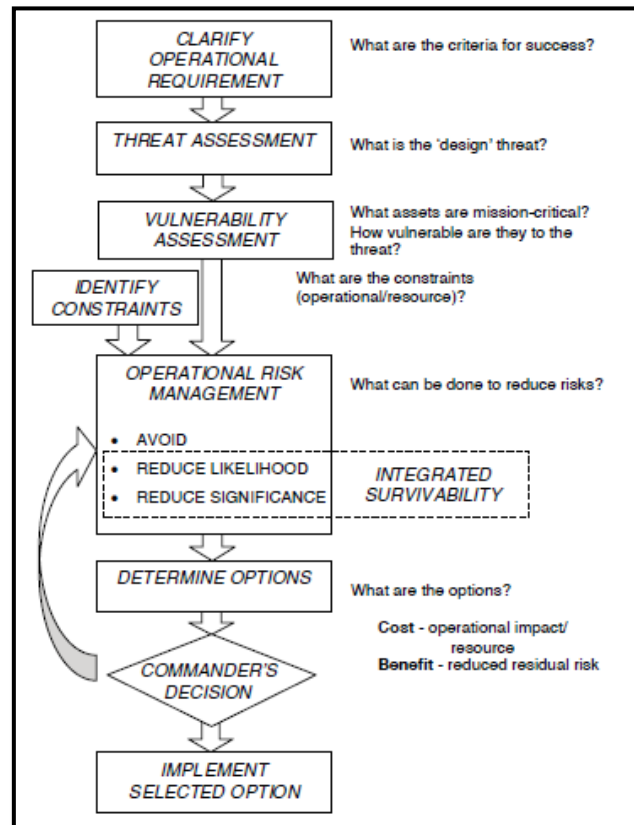 CLARIFY
OPERATIONAL
REQUIREMENT
What are the criteria for success?
THREAT ASSESSMENT
What is the ‘design’ threat?
VULNERABILITY
ASSESSMENT
What assets are mission-critical?
How vulnerable are they to the
threat?
IDENTIFY
CONSTRAINTS
What are the constraints
(operational/resource)?
OPERATIONAL RISK
MANAGEMENT
What can be done to reduce risks?
• AVOID
• REDUCE LIKELIHOOD
• REDUCE SIGNIFICANCE
INTEGRATED
SURVIVABILITY
DETERMINE OPTIONS
What are the options?
Cost - operational impact/
resource
Benefit - reduced residual risk
COMMANDER'S
DECISION
IMPLEMENT
SELECTED OPTION